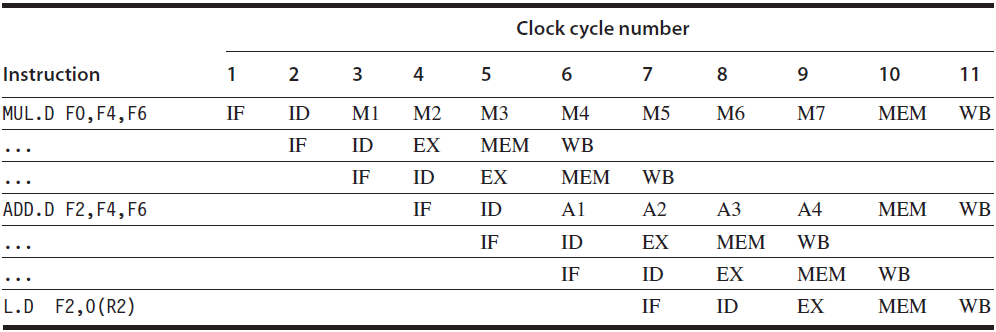 Clock cycle number
Instruction 1 2 3 4 5 6 7 8 9 10 11
MUL.D F0,F4,F6 IF ID M1 M2 M3 M4 M5 M6 M7 MEM WB
... IF ID EX MEM WB
... IF ID EX MEM WB
ADD.D F2,F4,F6 IF ID A1 A2 A3 A4 MEM WB
... IF ID EX MEM WB
... IF ID EX MEM WB
L.D F2,0(R2) IF ID EX MEM WB